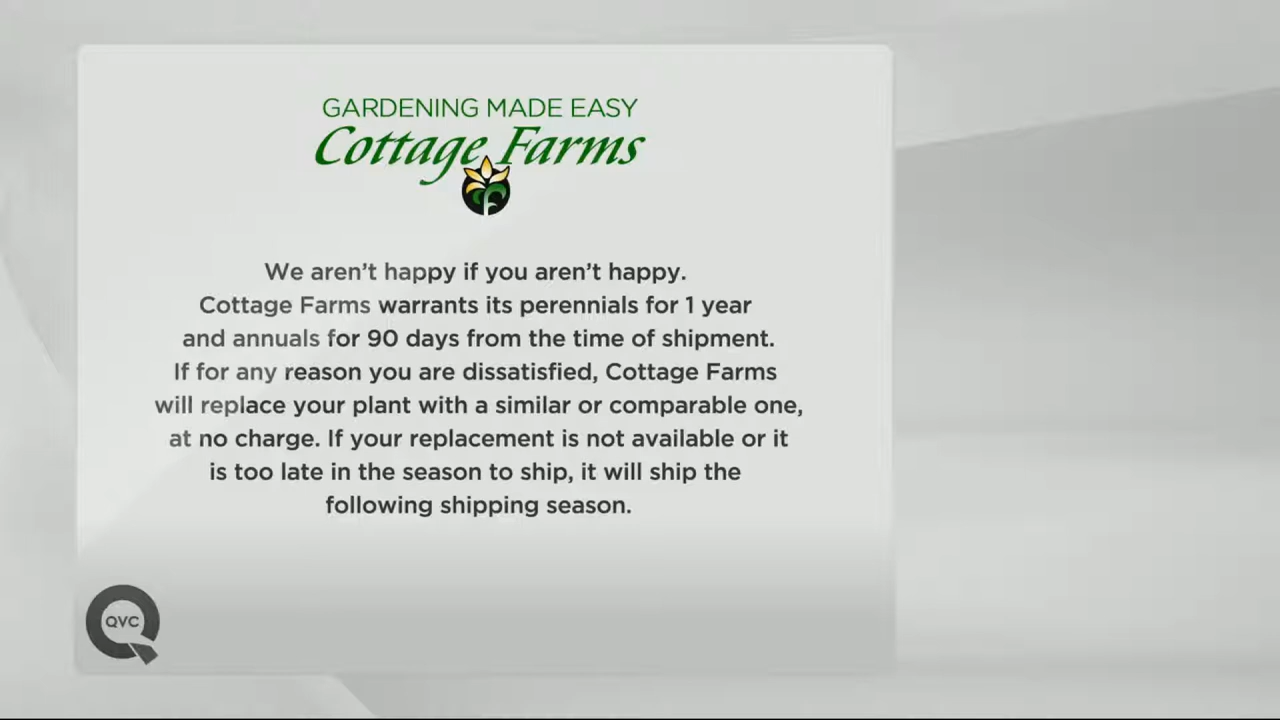 GARDENING MADE EASY
Cottage Farms
We aren't happy if you aren't happy.
Cottage Farms warrants its perennials for 1 year
and annuals for 90 days from the time of shipment.
If for any reason you are dissatisfied, Cottage Farms
will replace your plant with a similar or comparable one,
at no charge. If your replacement is not available or it
is too late in the season to ship, it will ship the
following shipping season.
QVC